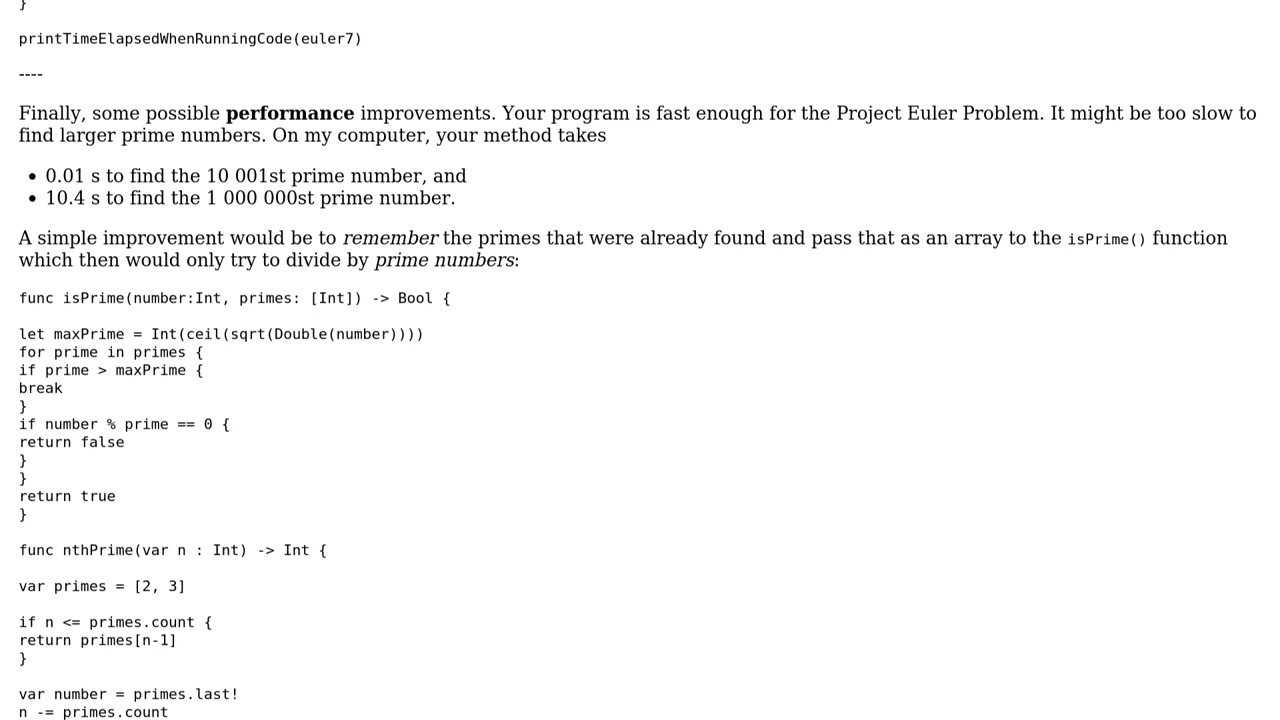 }
printTimeElapsedWhenRunningCode(euler7)
----
Finally, some possible performance improvements. Your program is fast enough for the Project Euler Problem. It might be too slow to
find larger prime numbers. On my computer, your method takes
• 0.01 s to find the 10 001st prime number, and
• 10.4 s to find the 1 000 000st prime number.
A simple improvement would be to remember the primes that were already found and pass that as an array to the isPrime() function
which then would only try to divide by prime numbers:
func isPrime(number:Int, primes: [Int]) -> Bool {
let maxPrime = Int(ceil(sqrt(Double(number))))
for prime in primes {
if prime > maxPrime {
break
}
if number % prime == 0 {
return false
}
}
return true
}
func nthPrime(var n : Int) -> Int {
var primes = [2, 3]
if n <= primes.count {
return primes[n-1]
}
var number = primes.last!
n -= primes.count